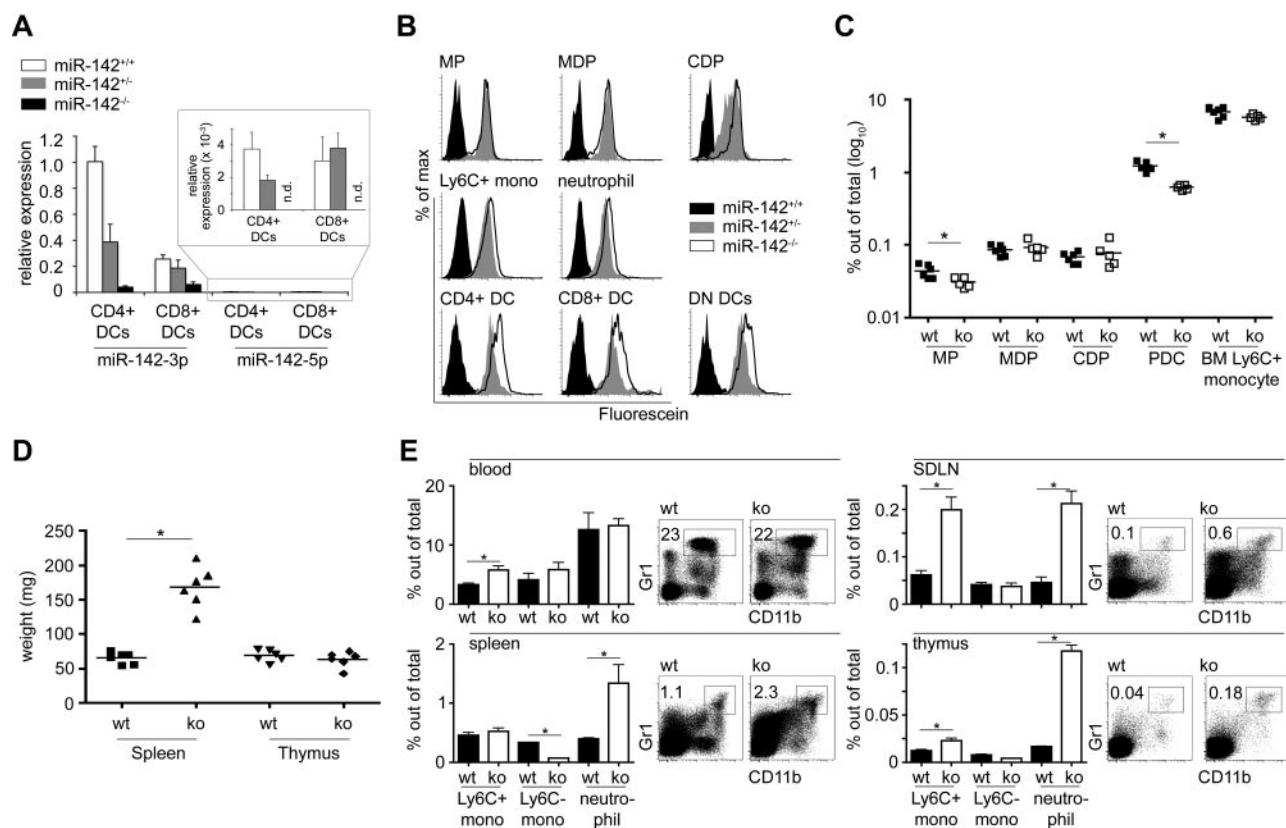 A
miR-142+/+
miR-142+/-
miR-142-/-
relative expression
1.2
1.0
0.8
0.6
0.4
0.2
0
relative
expression (x 10-3)
4
2
0
n.d.
n.d.
CD4+
DCs
CD8+
DCs
CD4+
DCs
CD8+
DCs
CD4+
DCs
CD8+
DCs
miR-142-3p
miR-142-5p
B
MP
MDP
CDP
Ly6C+ mono
neutrophil
miR-142+/+
miR-142+/-
miR-142-/-
CD4+ DC
CD8+ DC
DN DCs
% of max
Fluorescein
C
% out of total (log10)
10
1
0.1
0.01
*
*
wt ko wt ko wt ko wt ko wt ko
MP
MDP
CDP
PDC
BM Ly6C+
monocyte
D
weight (mg)
250
200
150
100
50
0
*
wt ko wt ko
Spleen
Thymus
E
blood
% out of total
20
10
0
*
wt ko wt ko wt ko
wt
ko
23
22
Gr1
CD11b
SDLN
% out of total
0.2
0.1
0
*
*
wt ko wt ko wt ko
wt
ko
0.1
0.6
Gr1
CD11b
spleen
% out of total
2
1
0
*
*
wt ko wt ko wt ko
Ly6C+
mono
Ly6C-
mono
neutro-
phil
wt
ko
1.1
2.3
Gr1
CD11b
thymus
% out of total
0.1
0.05
0.025
0
*
*
wt ko wt ko wt ko
Ly6C+
mono
Ly6C-
mono
neutro-
phil
wt
ko
0.04
0.18
Gr1
CD11b